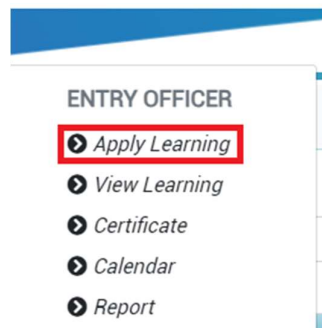 ENTRY OFFICER
Apply Learning
View Learning
Certificate
Calendar
Report